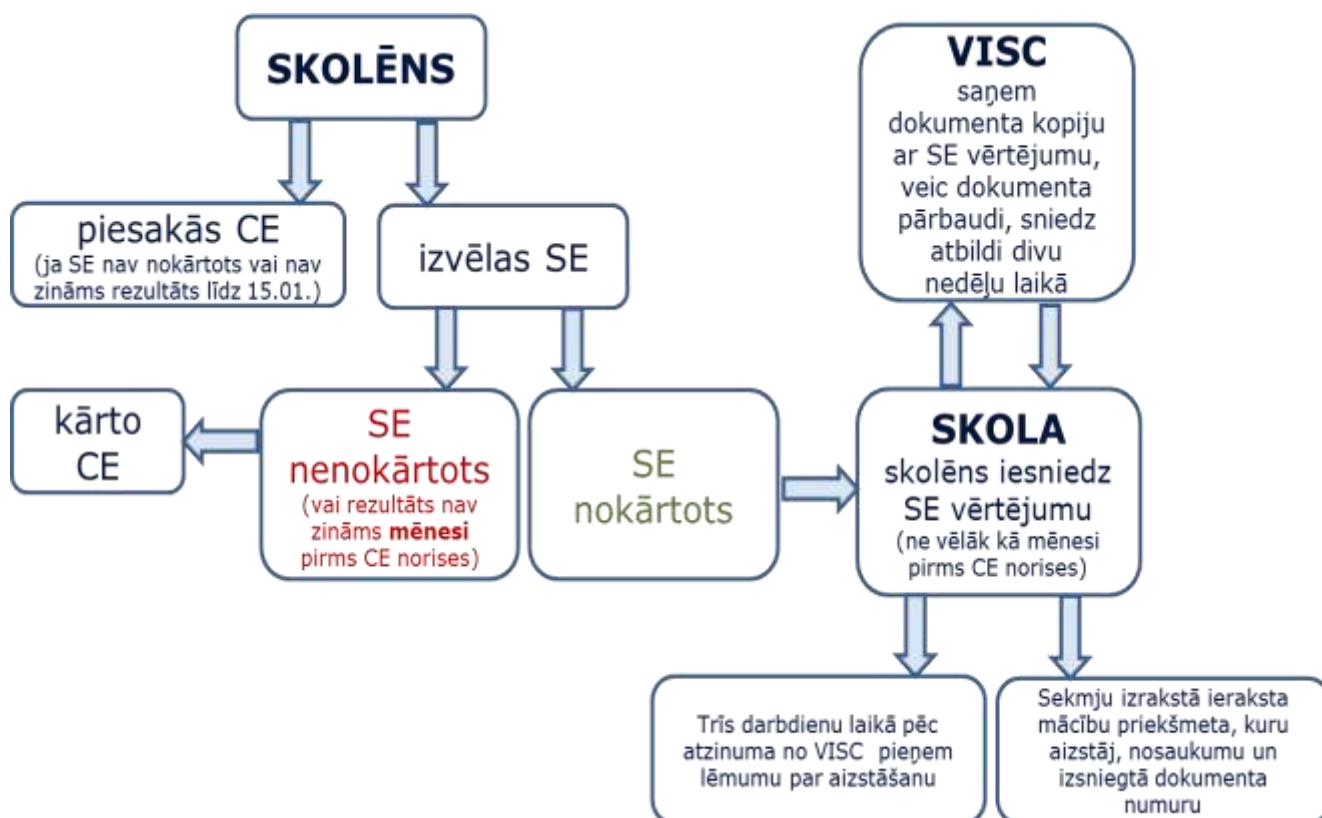 SKOLĒNS
piesakās CE
(ja SE nav nokārtots vai nav
zināms rezultāts līdz 15.01.)
izvēlas SE
kārto
CE
SE
nenokārtots
(vai rezultāts nav
zināms mēnesi
pirms CE norises)
SE
nokārtots
VISC
saņem
dokumenta kopiju
ar SE vērtējumu,
veic dokumenta
pārbaudi, sniedz
atbildi divu
nedēļu laikā
SKOLA
skolēns iesniedz
SE vērtējumu
(ne vēlāk kā mēnesi
pirms CE norises)
Trīs darbdienu laikā pēc
atzinuma no VISC pieņem
lēmumu par aizstāšanu
Sekmju izrakstā ieraksta
mācību priekšmeta, kuru
aizstāj, nosaukumu un
izsniegtā dokumenta
numuru